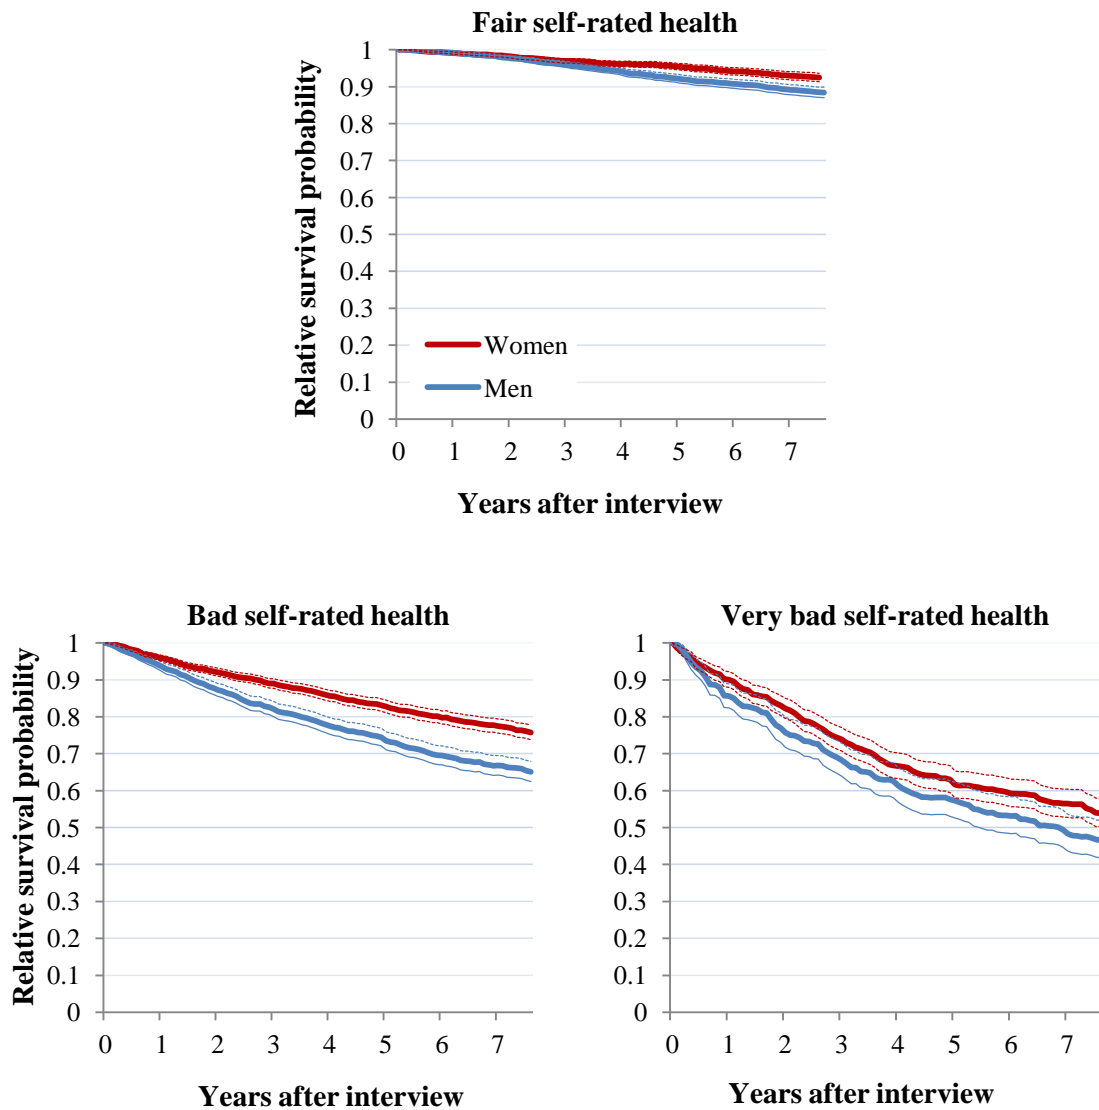 Fair self-rated health
Relative survival probability
1
0.9
0.8
0.7
0.6
0.5
0.4
0.3
0.2
0.1
0
Women
Men
0 1 2 3 4 5 6 7
Years after interview
Bad self-rated health
Relative survival probability
1
0.9
0.8
0.7
0.6
0.5
0.4
0.3
0.2
0.1
0
0 1 2 3 4 5 6 7
Years after interview
Very bad self-rated health
1
0.9
0.8
0.7
0.6
0.5
0.4
0.3
0.2
0.1
0
0 1 2 3 4 5 6 7
Years after interview